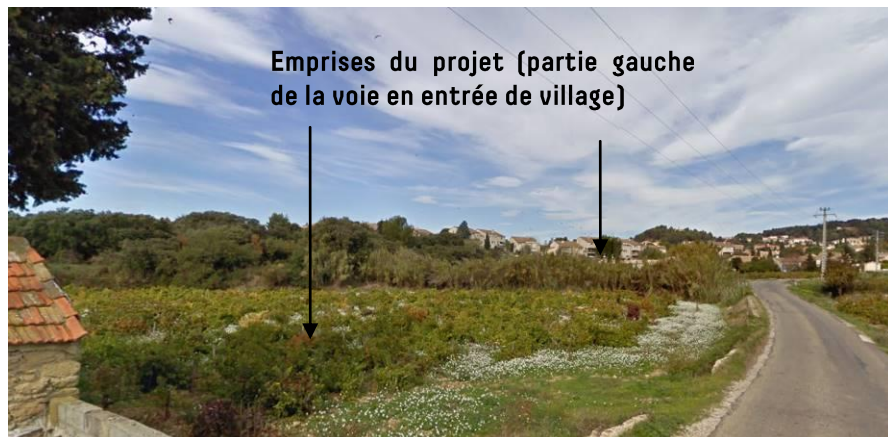 Emprises du projet (partie gauche
de la voie en entrée de village)